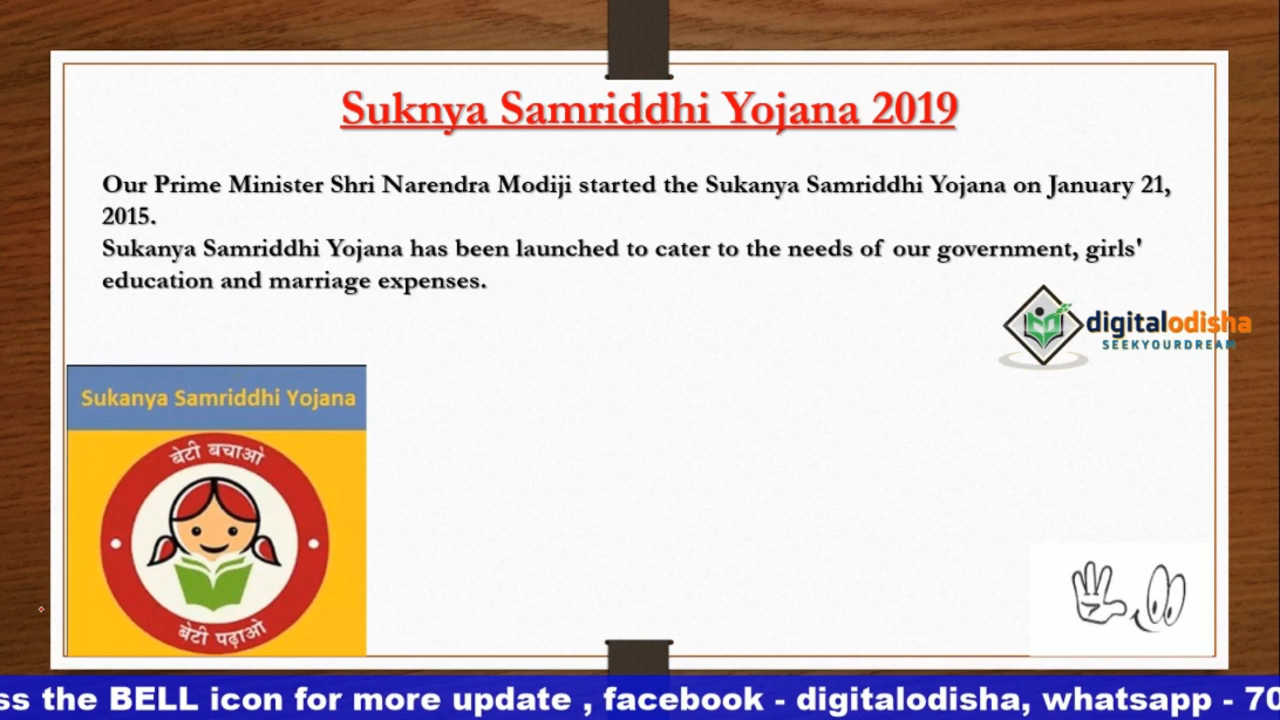 Suknya Samriddhi Yojana 2019
Our Prime Minister Shri Narendra Modiji started the Sukanya Samriddhi Yojana on January 21,
2015.
Sukanya Samriddhi Yojana has been launched to cater to the needs of our government, girls'
education and marriage expenses.
digitalodisha
SEEKYOURDREAM
Sukanya Samriddhi Yojana
बेटी बचाओ
बेटी पढ़ाओ
ss the BELL icon for more update , facebook - digitalodisha, whatsapp - 70